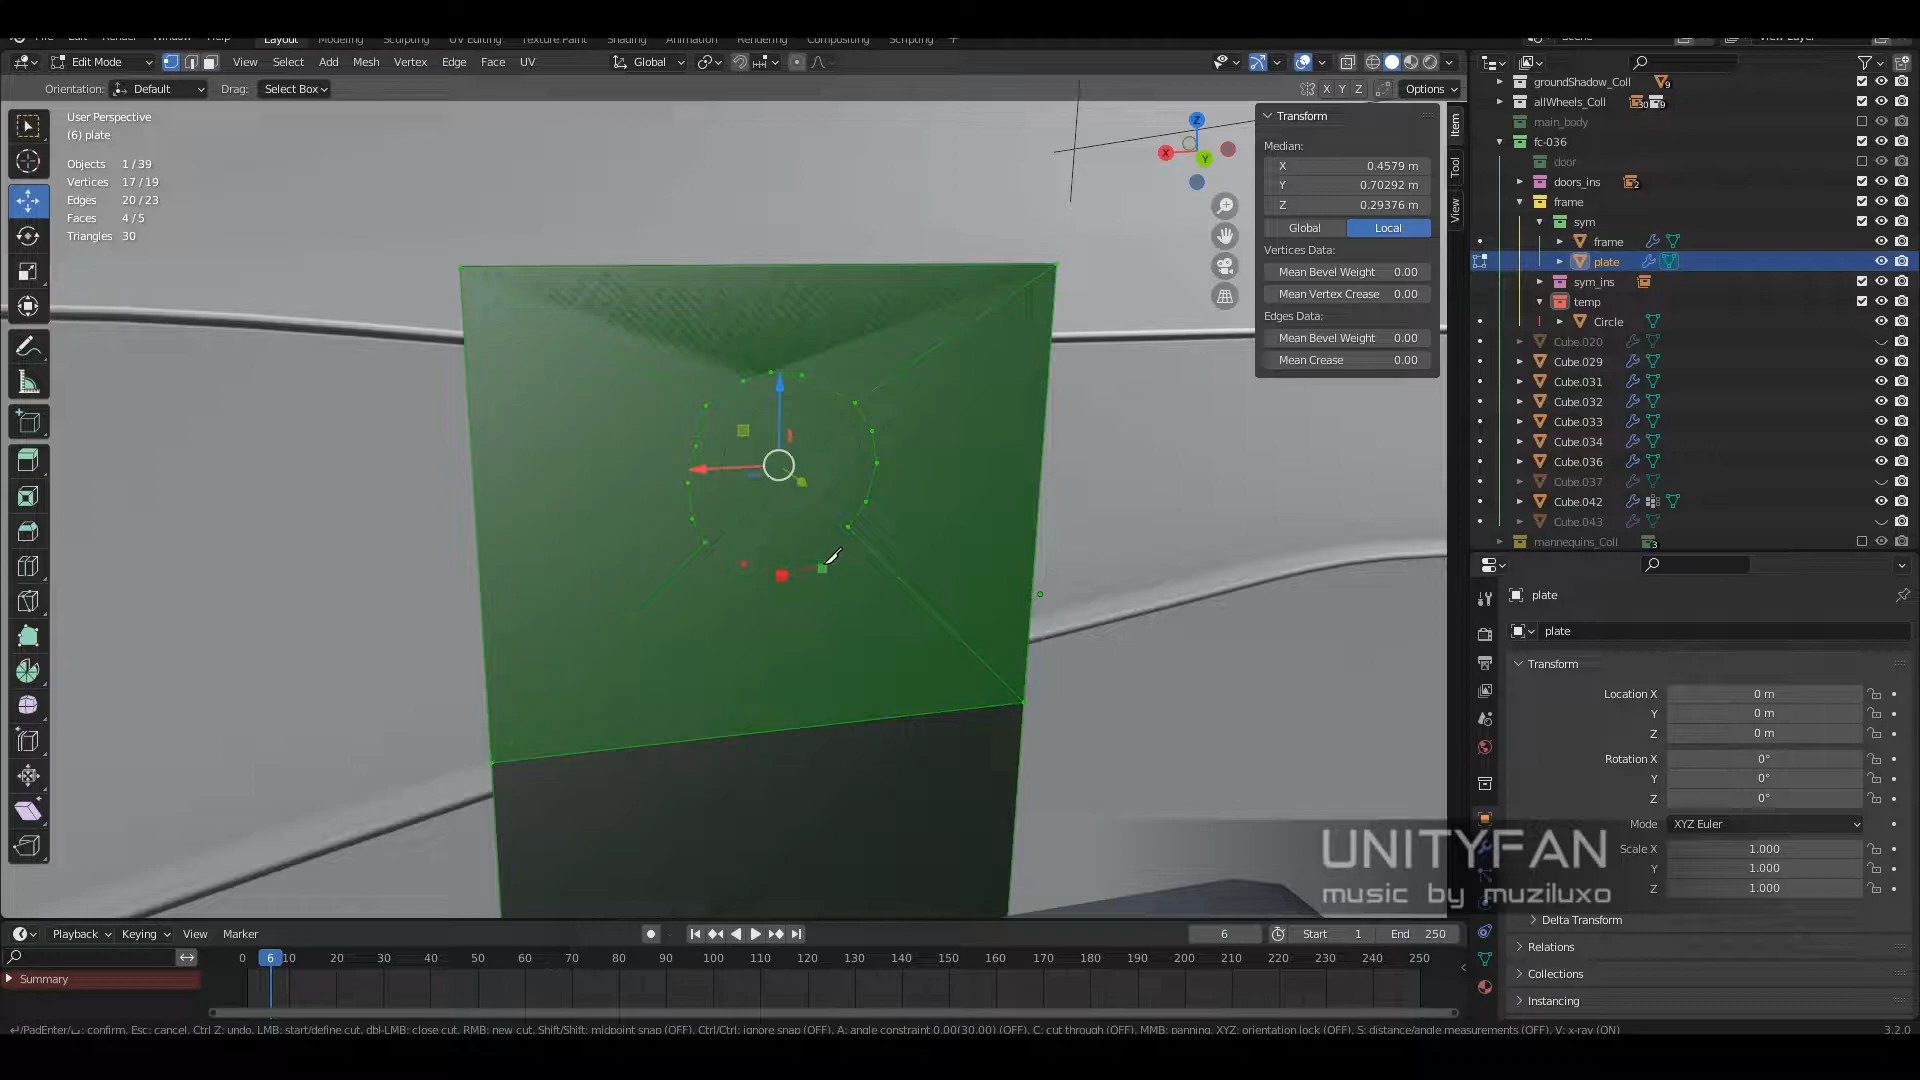 Layout Modeling Sculpting UV Editing Texture Paint Shading Animation Rendering Compositing Scripting +
Edit Mode View Select Add Mesh Vertex Edge Face UV Global
Orientation: Default Drag: Select Box X Y Z Options
User Perspective
(6) plate
Objects 1/39
Vertices 17/19
Edges 20/23
Faces 4/5
Triangles 30
Z
X
Y
Transform
Median:
X 0.4579 m
Y 0.70292 m
Z 0.29376 m
Global Local
Vertices Data:
Mean Bevel Weight 0.00
Mean Vertex Crease 0.00
Edges Data:
Mean Bevel Weight 0.00
Mean Crease 0.00
Item
Tool
View
groundShadow_Coll 9
allWheels_Coll 30 9
main_body
fc-036
door
doors_ins 2
frame
sym
frame
plate
sym_ins
temp
Circle
Cube.020
Cube.029
Cube.031
Cube.032
Cube.033
Cube.034
Cube.036
Cube.037
Cube.042
Cube.043
mannequins_Coll 3
plate
plate
Transform
Location X 0 m
Y 0 m
Z 0 m
Rotation X 0°
Y 0°
Z 0°
Mode XYZ Euler
Scale X 1.000
Y 1.000
Z 1.000
Delta Transform
Relations
Collections
Instancing
UNITYFAN
music by muziluxo
Playback Keying View Marker 6 Start 1 End 250
0 6 10 20 30 40 50 60 70 80 90 100 110 120 130 140 150 160 170 180 190 200 210 220 230 240 250
Summary
/PadEnter/ : confirm, Esc: cancel, Ctrl Z: undo, LMB: start/define cut, dbl-LMB: close cut, RMB: new cut, Shift/Shift: midpoint snap (OFF), Ctrl/Ctrl: ignore snap (OFF), A: angle constraint 0.00(30.00) (OFF), C: cut through (OFF), MMB: panning, XYZ: orientation lock (OFF), S: distance/angle measurements (OFF), V: x-ray (ON)
3.2.0